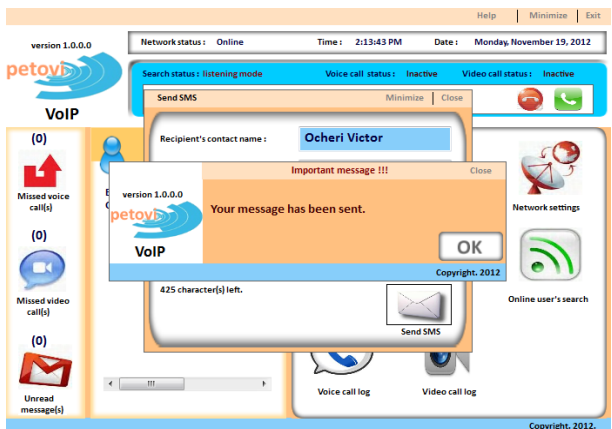 Help Minimize Exit
version 1.0.0.0
petovi
VoIP
Network status : Online Time : 2:13:43 PM Date : Monday, November 19, 2012
Search status : listening mode Voice call status : Inactive Video call status : Inactive
Send SMS Minimize Close
Recipient's contact name : Ocheri Victor
(0)
Missed voice
call(s)
(0)
Missed video
call(s)
(0)
Unread
message(s)
Important message !!! Close
version 1.0.0.0
petovi
VoIP
Your message has been sent.
OK
Copyright. 2012
425 character(s) left.
Send SMS
Network settings
Online user's search
Voice call log
Video call log
Copyright. 2012.